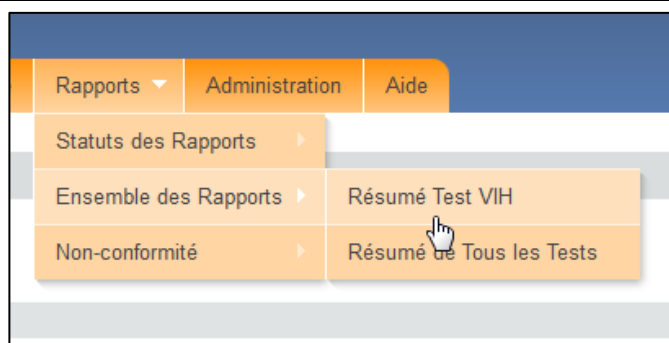 Rapports Administration Aide
Statuts des Rapports
Ensemble des Rapports Résumé Test VIH
Non-conformité Résumé de Tous les Tests